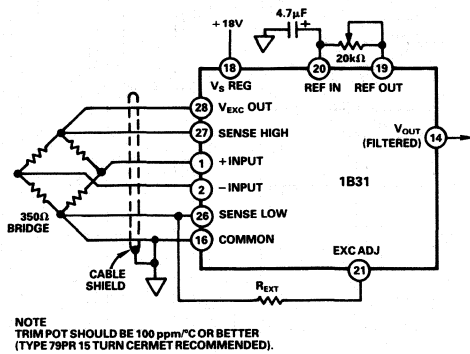 4.7μF
+
+18V
20kΩ
18
20
19
VS REG
REF IN
REF OUT
28
VEXC OUT
27
SENSE HIGH
VOUT
(FILTERED)
14
1
+INPUT
2
−INPUT
1B31
350Ω
BRIDGE
26
SENSE LOW
16
COMMON
EXC ADJ
21
CABLE
SHIELD
REXT
NOTE
TRIM POT SHOULD BE 100 ppm/°C OR BETTER
(TYPE 79PR 15 TURN CERMET RECOMMENDED).